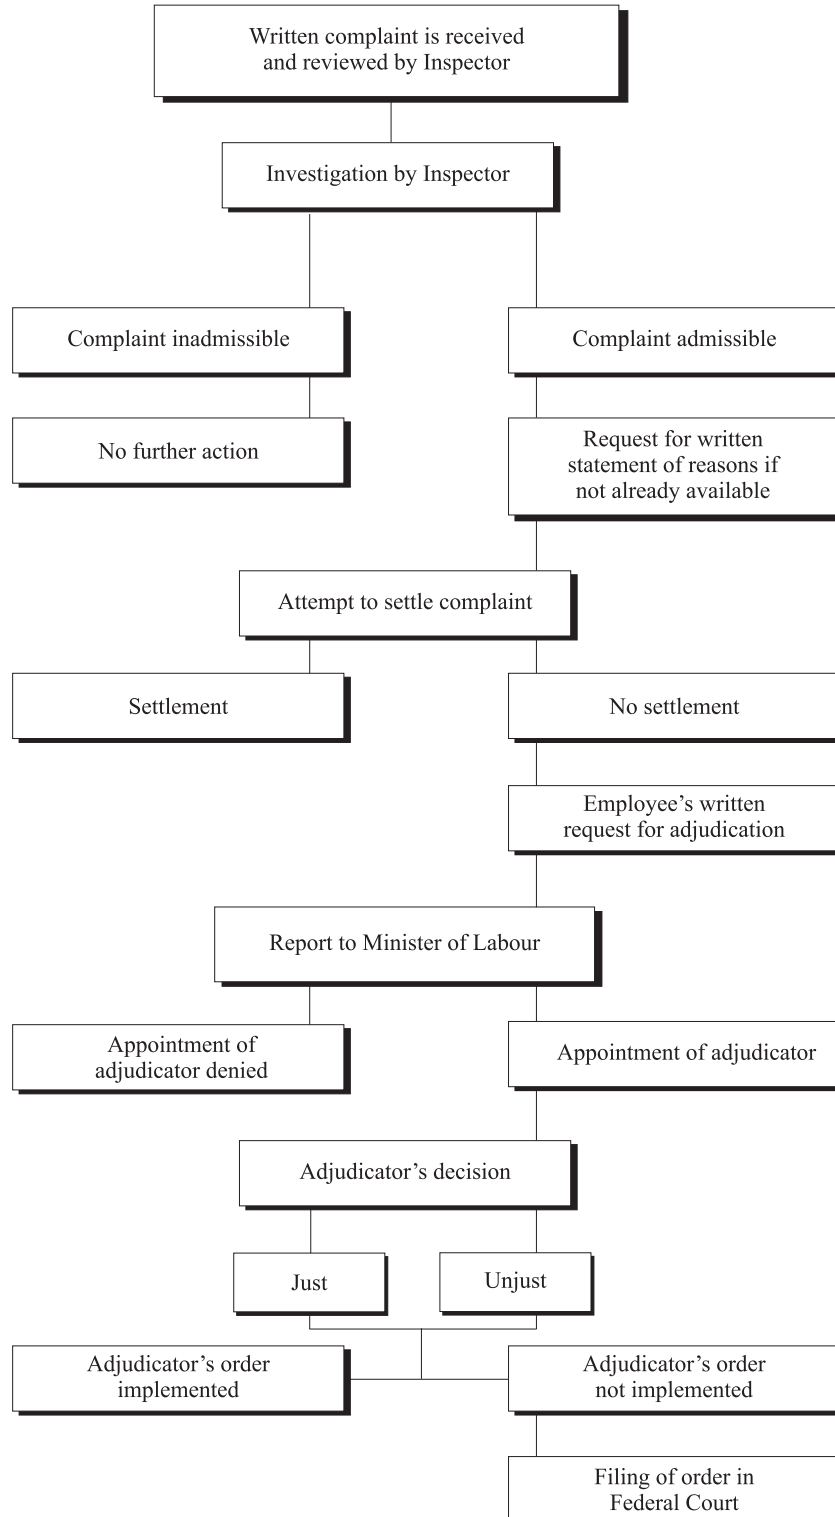 Written complaint is received
and reviewed by Inspector
Investigation by Inspector
Complaint inadmissible
Complaint admissible
No further action
Request for written
statement of reasons if
not already available
Attempt to settle complaint
Settlement
No settlement
Employee’s written
request for adjudication
Report to Minister of Labour
Appointment of
adjudicator denied
Appointment of adjudicator
Adjudicator’s decision
Just
Unjust
Adjudicator’s order
implemented
Adjudicator’s order
not implemented
Filing of order in
Federal Court